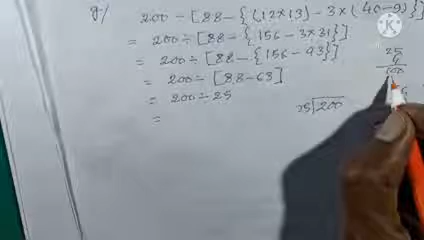 g/ 200 ÷ [88 - {(12×13) - 3×(40-9)}]
= 200 ÷ [88 - {156 - 3×31}]
= 200 ÷ [88 - {156 - 93}]
= 200 ÷ [88 - 63]
= 200 ÷ 25
=
25
100
25 200